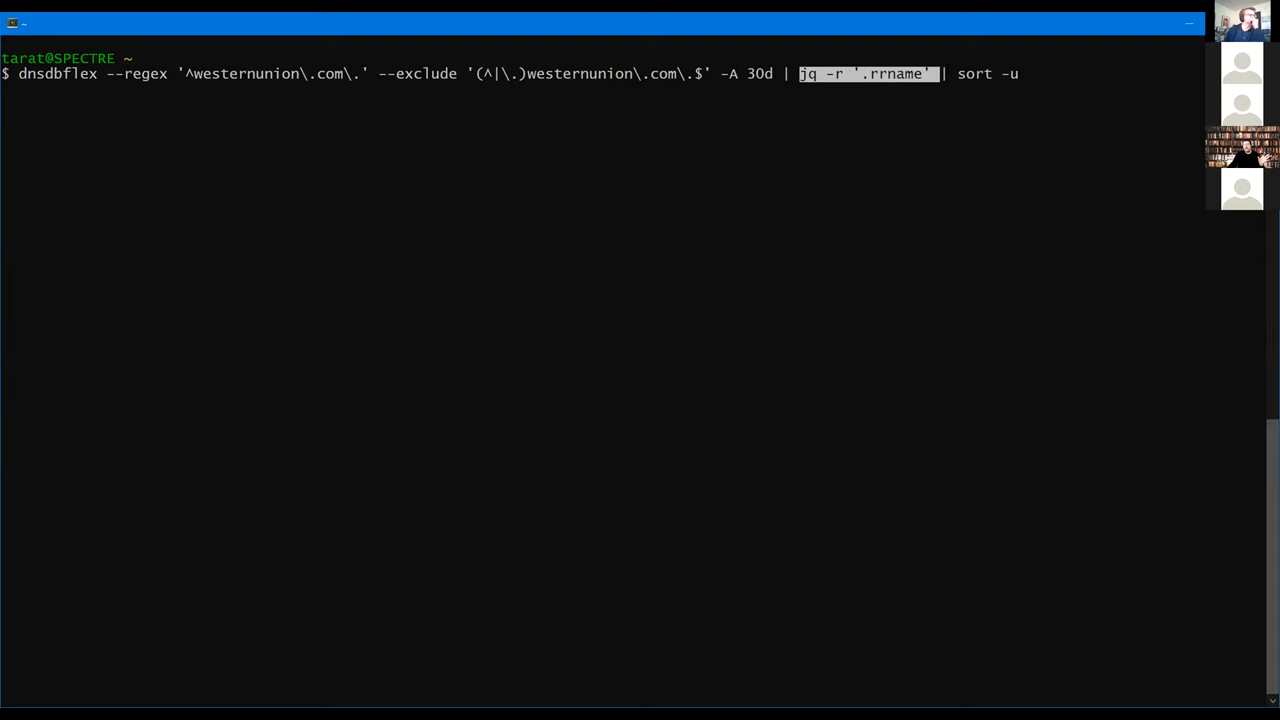 ~
tarat@SPECTRE ~
$ dnsdbflex --regex '^westernunion\.com\.' --exclude '(^|\.)westernunion\.com\.$' -A 30d | jq -r '.rrname' | sort -u